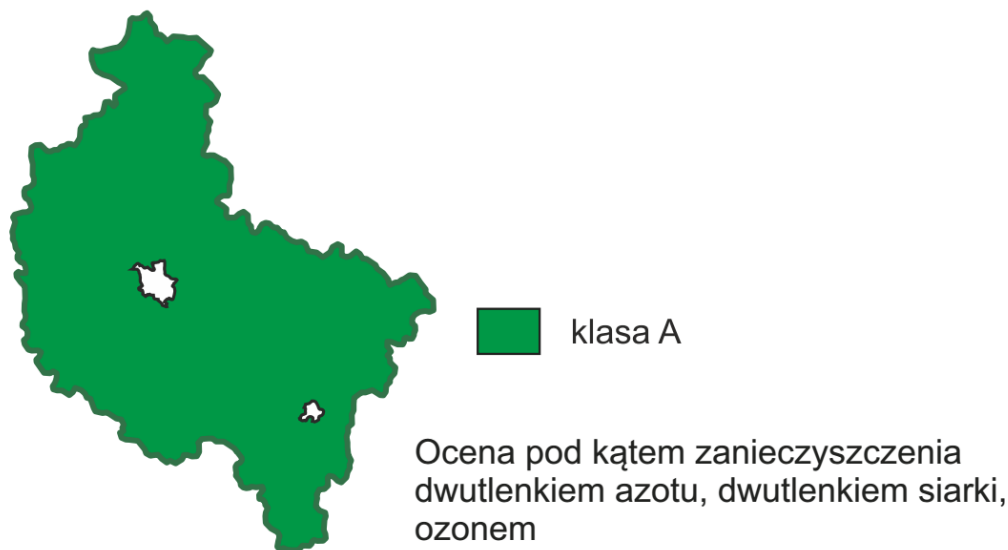 klasa A
Ocena pod kątem zanieczyszczenia
dwutlenkiem azotu, dwutlenkiem siarki,
ozonem